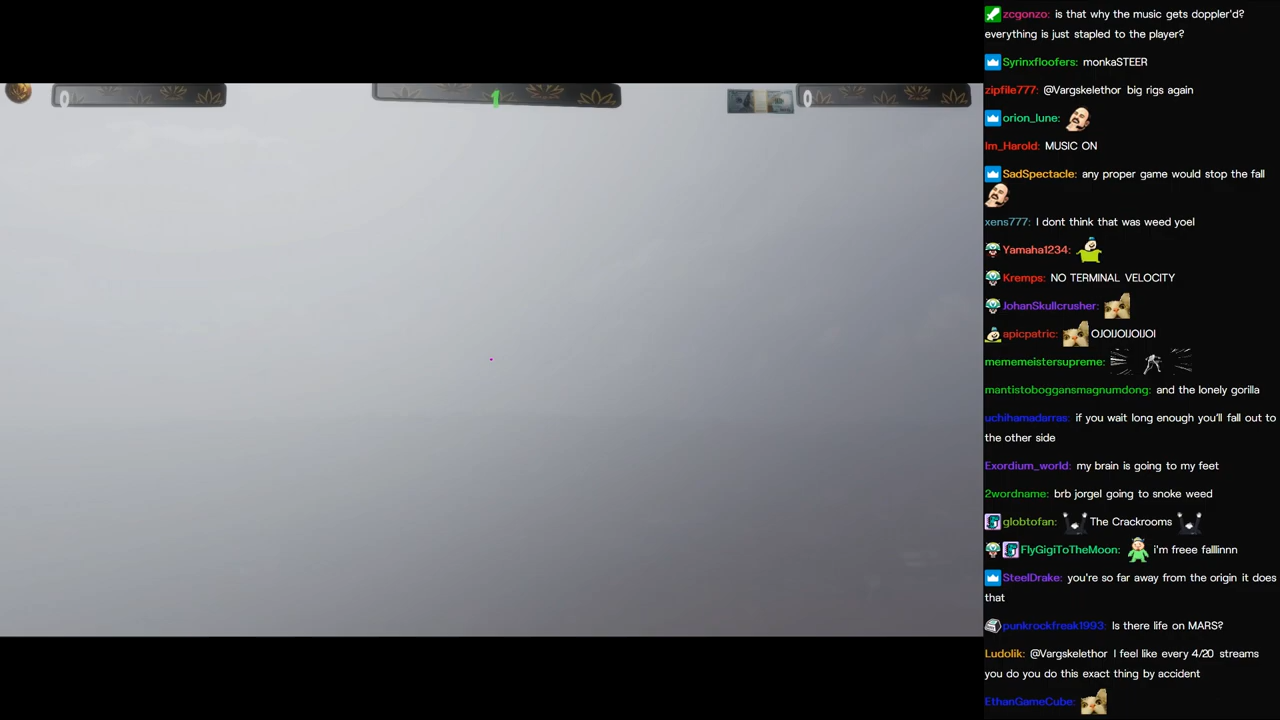 0
1
0
zcgonzo: is that why the music gets doppler'd?
everything is just stapled to the player?
Syrinxfloofers: monkaSTEER
zipfile777: @Vargskelethor big rigs again
orion_lune:
Im_Harold: MUSIC ON
SadSpectacle: any proper game would stop the fall
xens777: I dont think that was weed yoel
Yamaha1234:
Kremps: NO TERMINAL VELOCITY
JohanSkullcrusher:
apicpatric: OJOIJOIJOIJOI
mememeistersupreme:
mantistoboggansmagnumdong: and the lonely gorilla
uchihamadarras: if you wait long enough you'll fall out to
the other side
Exordium_world: my brain is going to my feet
2wordname: brb jorgel going to snoke weed
globtofan: The Crackrooms
FlyGigiToTheMoon: i'm freee falllinnn
SteelDrake: you're so far away from the origin it does
that
punkrockfreak1993: Is there life on MARS?
Ludolik: @Vargskelethor I feel like every 4/20 streams
you do you do this exact thing by accident
EthanGameCube: